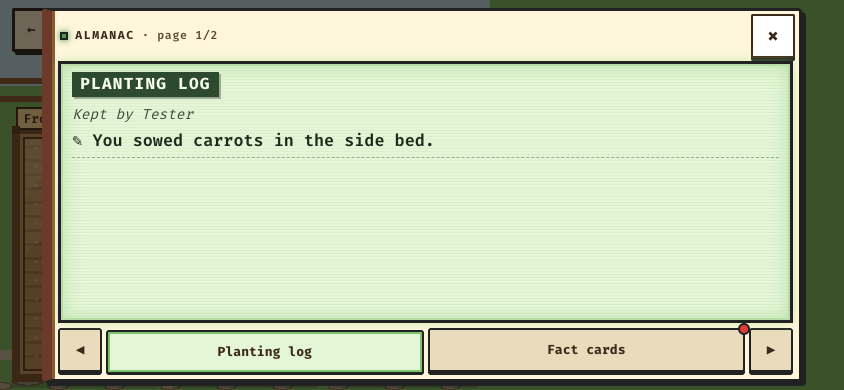 ←
ALMANAC · page 1/2
✖
PLANTING LOG
Kept by Tester
✎ You sowed carrots in the side bed.
◄ Planting log Fact cards ►